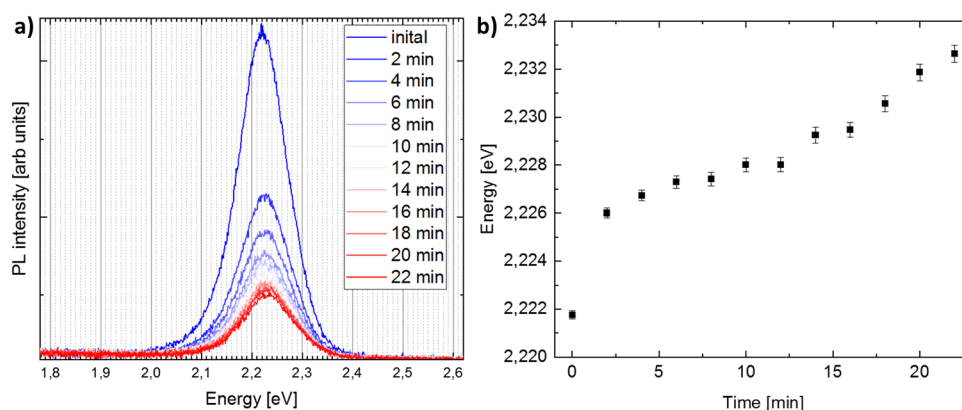 a)
PL intensity [arb units]
inital
2 min
4 min
6 min
8 min
10 min
12 min
14 min
16 min
18 min
20 min
22 min
1,8 1,9 2,0 2,1 2,2 2,3 2,4 2,5 2,6
Energy [eV]
b)
Energy [eV]
2,234
2,232
2,230
2,228
2,226
2,224
2,222
2,220
0 5 10 15 20
Time [min]